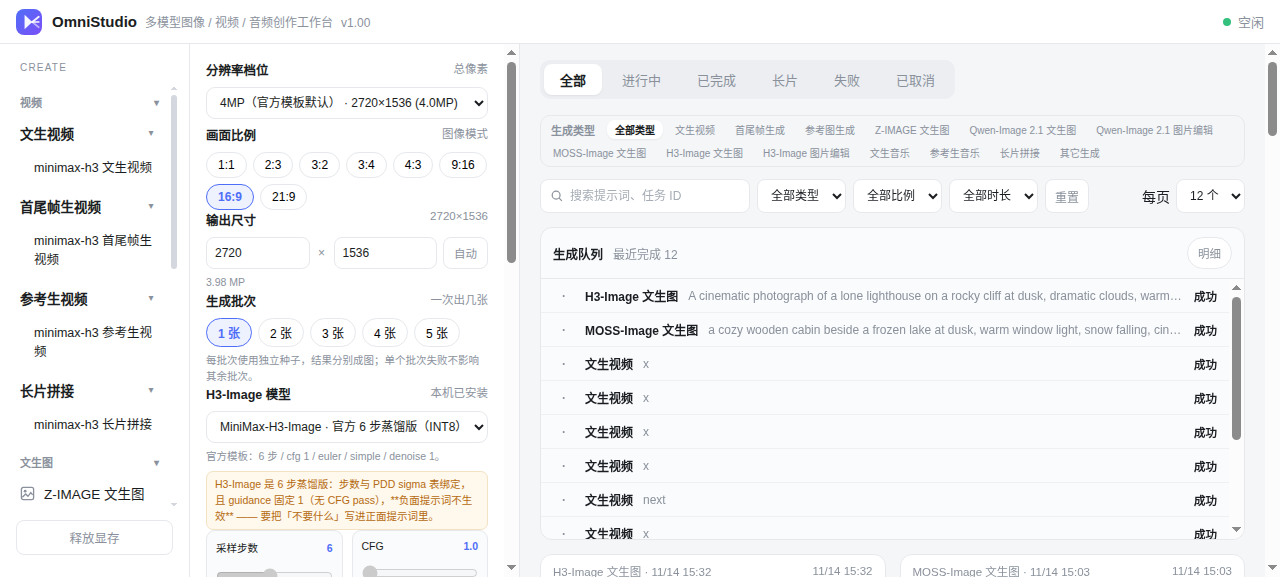 OmniStudio 多模型图像 / 视频 / 音频创作工作台 v1.00
空闲
CREATE
视频
文生视频
minimax-h3 文生视频
首尾帧生视频
minimax-h3 首尾帧生
视频
参考生视频
minimax-h3 参考生视
频
长片拼接
minimax-h3 长片拼接
文生图
Z-IMAGE 文生图
释放显存
分辨率档位 总像素
4MP（官方模板默认） · 2720×1536 (4.0MP)
画面比例 图像模式
1:1 2:3 3:2 3:4 4:3 9:16
16:9 21:9
输出尺寸 2720×1536
2720 × 1536 自动
3.98 MP
生成批次 一次出几张
1 张 2 张 3 张 4 张 5 张
每批次使用独立种子，结果分别成图；单个批次失败不影响
其余批次。
H3-Image 模型 本机已安装
MiniMax-H3-Image · 官方 6 步蒸馏版（INT8）
官方模板：6 步 / cfg 1 / euler / simple / denoise 1。
H3-Image 是 6 步蒸馏版：步数与 PDD sigma 表绑定，
且 guidance 固定 1（无 CFG pass），**负面提示词不生
效** —— 要把「不要什么」写进正面提示词里。
采样步数 6
CFG 1.0
全部 进行中 已完成 长片 失败 已取消
生成类型 全部类型 文生视频 首尾帧生成 参考图生成 Z-IMAGE 文生图 Qwen-Image 2.1 文生图 Qwen-Image 2.1 图片编辑
MOSS-Image 文生图 H3-Image 文生图 H3-Image 图片编辑 文生音乐 参考生音乐 长片拼接 其它生成
搜索提示词、任务 ID 全部类型 全部比例 全部时长 重置 每页 12 个
生成队列 最近完成 12 明细
· H3-Image 文生图 A cinematic photograph of a lone lighthouse on a rocky cliff at dusk, dramatic clouds, warm… 成功
· MOSS-Image 文生图 a cozy wooden cabin beside a frozen lake at dusk, warm window light, snow falling, cin… 成功
· 文生视频 x 成功
· 文生视频 x 成功
· 文生视频 x 成功
· 文生视频 x 成功
· 文生视频 next 成功
· 文生视频 x 成功
H3-Image 文生图 · 11/14 15:32 11/14 15:32
MOSS-Image 文生图 · 11/14 15:03 11/14 15:03